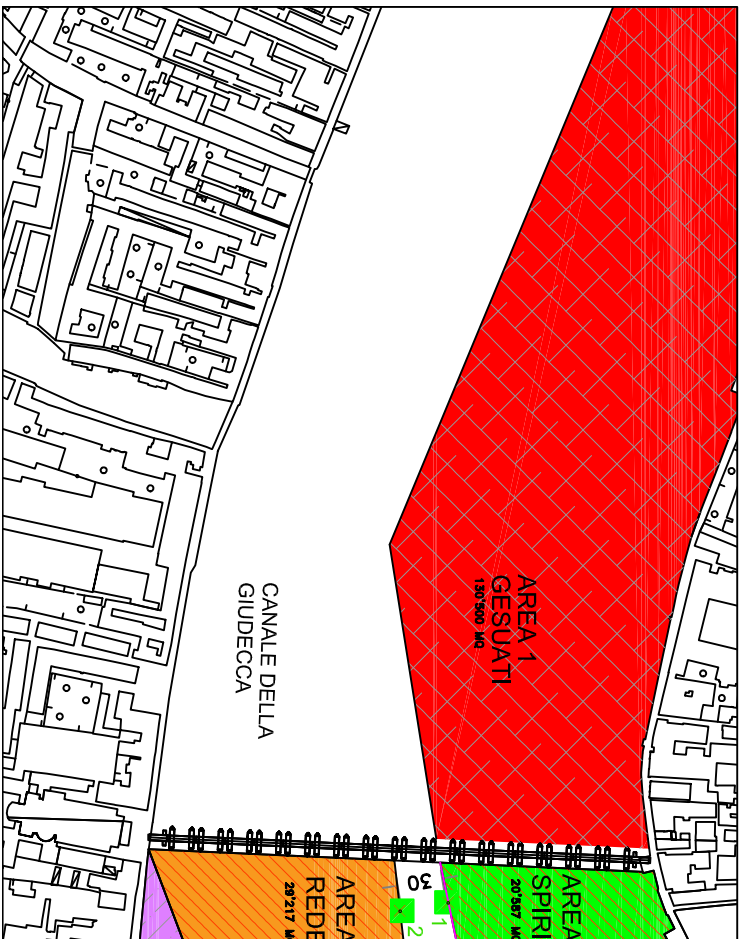 AREA 1
GESUATI
130'500 MQ
CANALE DELLA
GIUDECCA
AREA
SPIRI
20'587 M
30
1
2
AREA
REDE
29'217 M